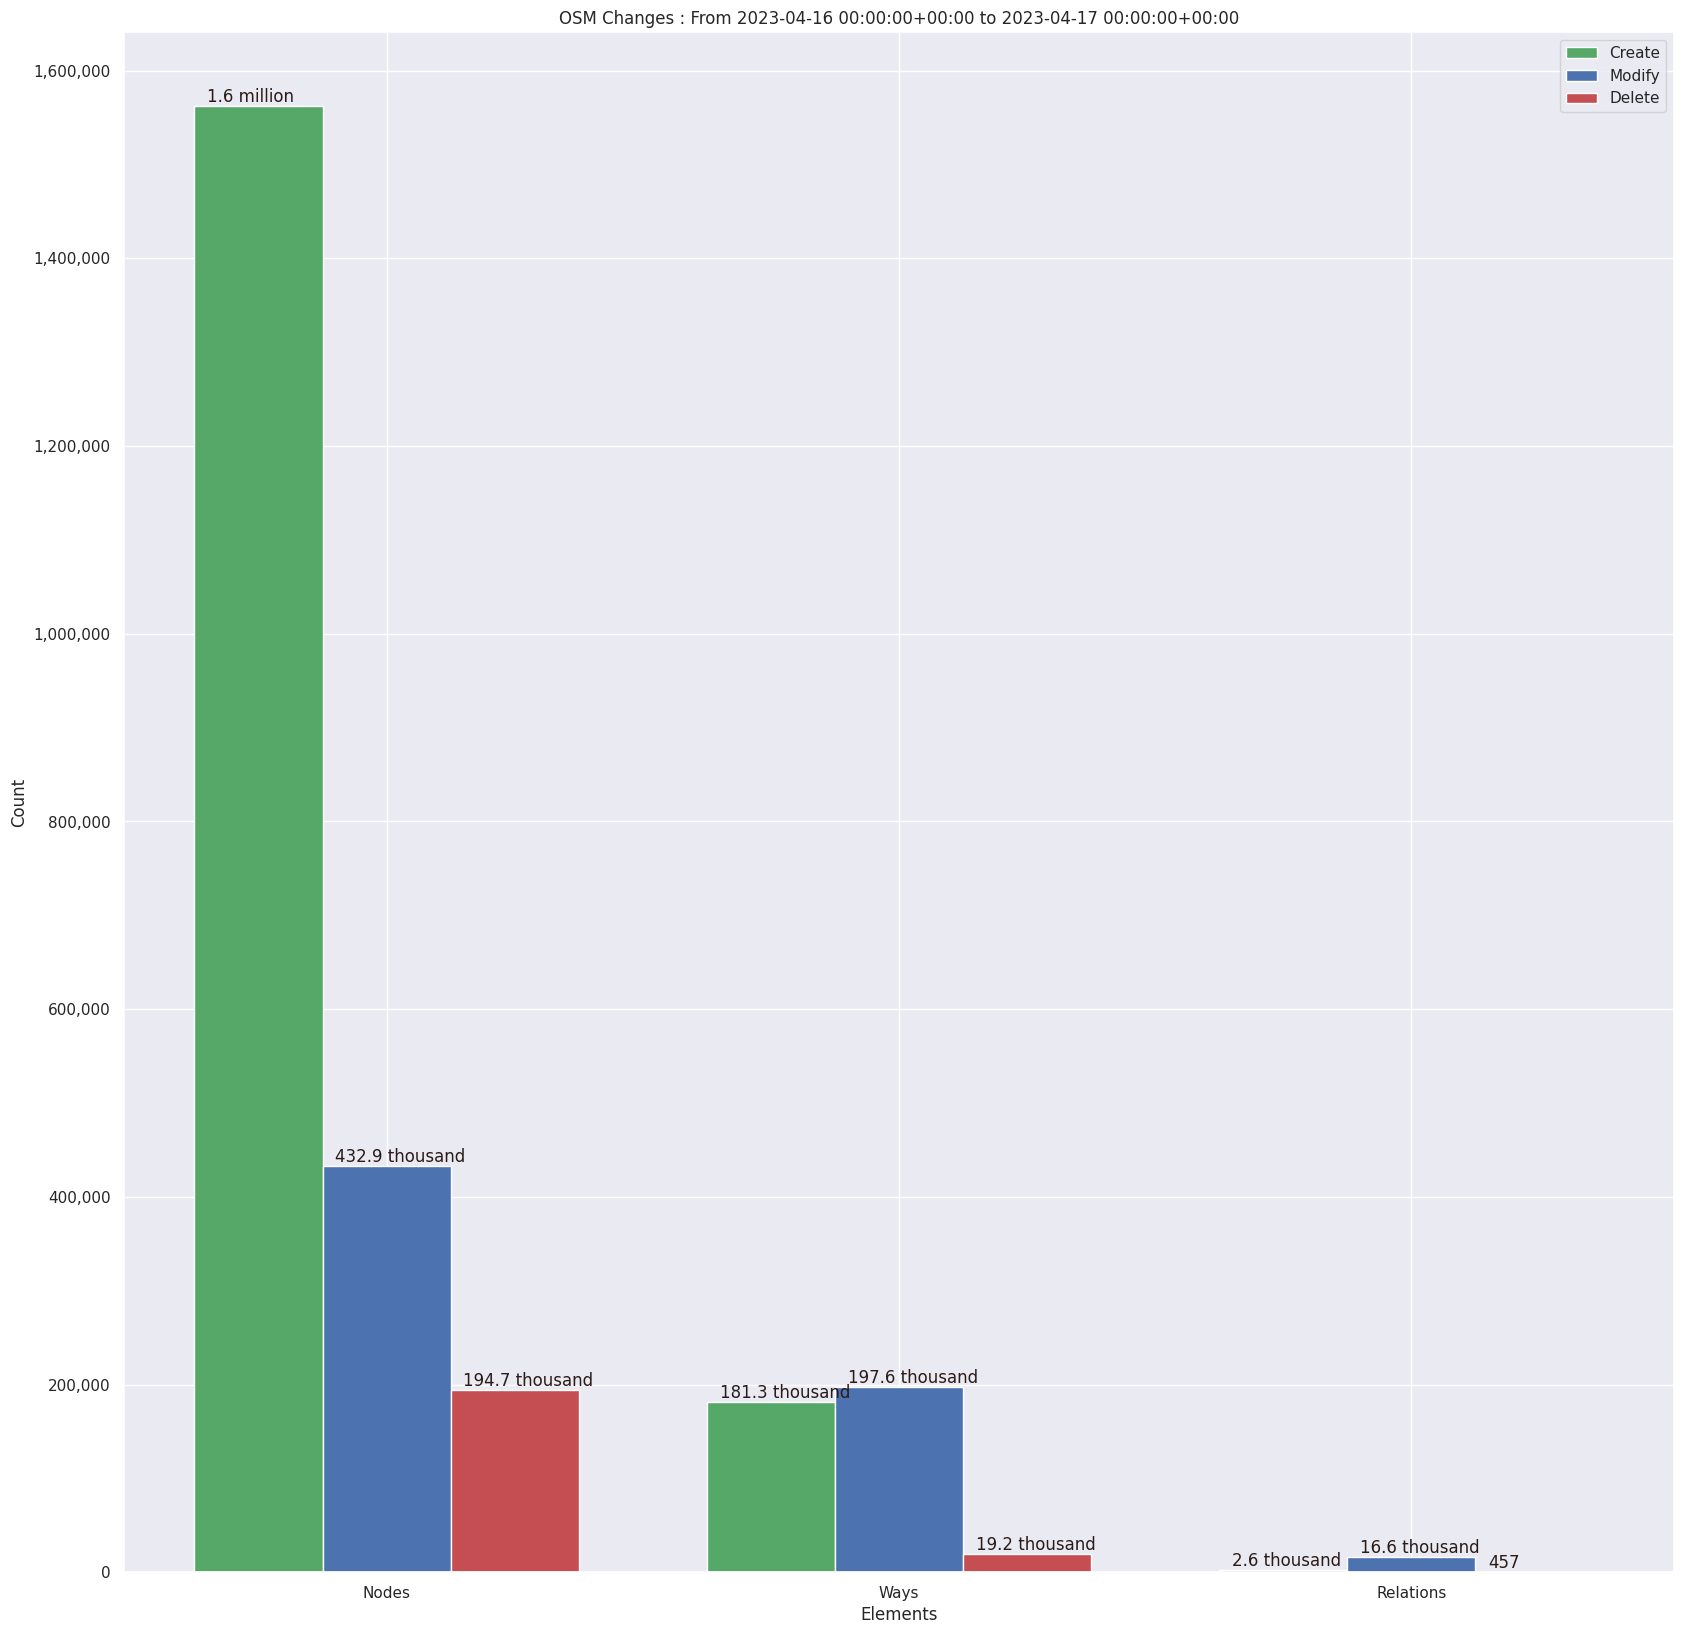 OSM Changes : From 2023-04-16 00:00:00+00:00 to 2023-04-17 00:00:00+00:00
Create
Modify
Delete
1,600,000
1,400,000
1,200,000
1,000,000
800,000
600,000
400,000
200,000
0
Count
1.6 million
432.9 thousand
194.7 thousand
181.3 thousand
197.6 thousand
19.2 thousand
2.6 thousand
16.6 thousand
457
Nodes
Ways
Relations
Elements